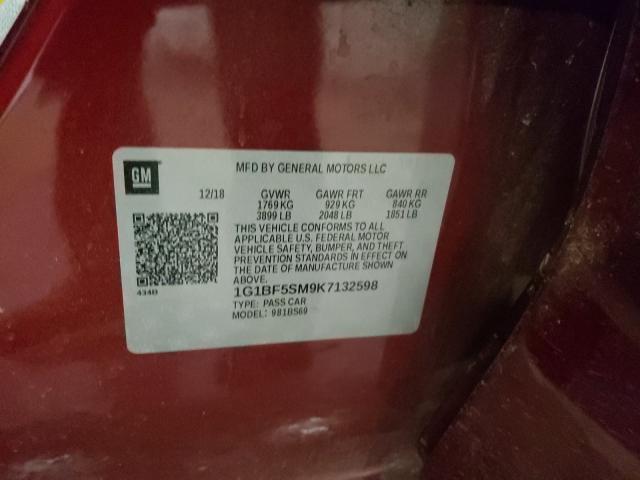 GM
MFD BY GENERAL MOTORS LLC
12/18 GVWR GAWR FRT GAWR RR
1769 KG 929 KG 840 KG
3899 LB 2048 LB 1851 LB
THIS VEHICLE CONFORMS TO ALL
APPLICABLE U.S. FEDERAL MOTOR
VEHICLE SAFETY, BUMPER, AND THEFT
PREVENTION STANDARDS IN EFFECT ON
THE DATE OF MANUFACTURE SHOWN
ABOVE.
434B
1G1BF5SM9K7132598
TYPE: PASS CAR
MODEL: 981BS69